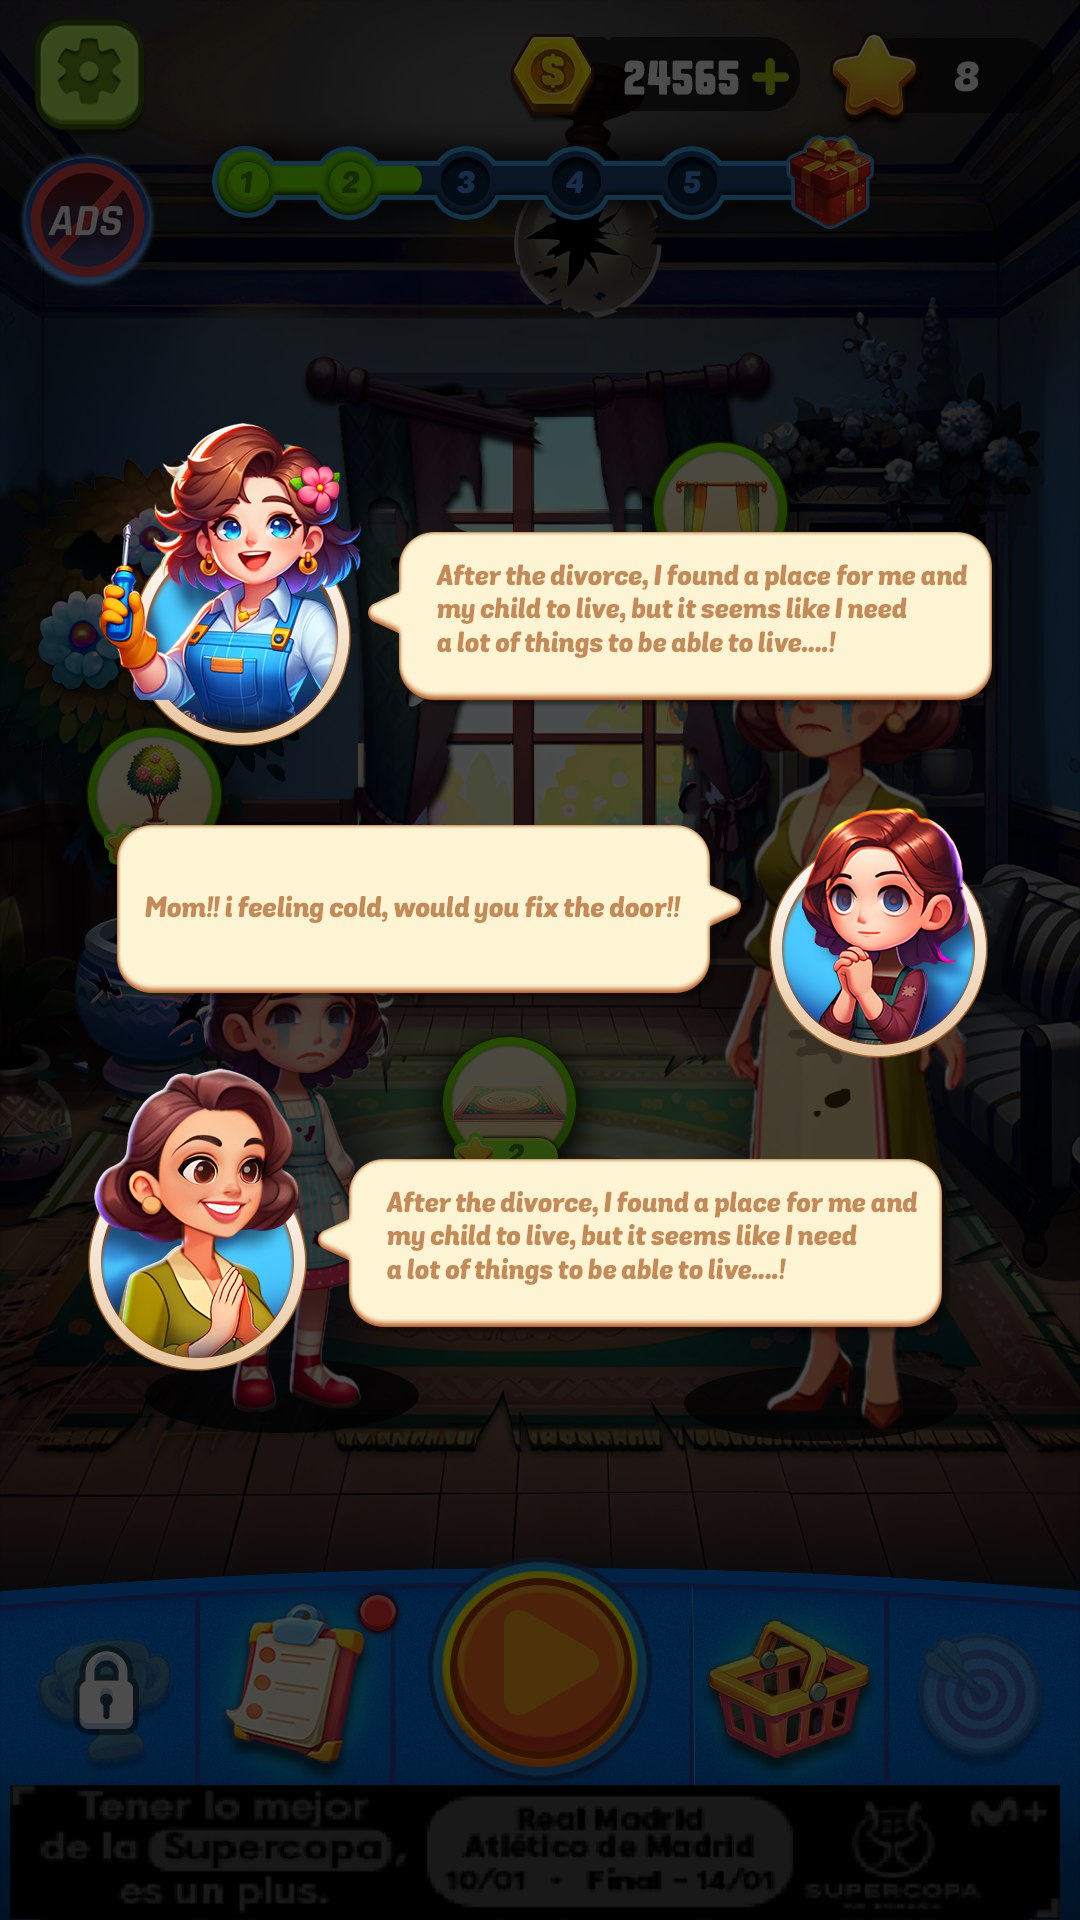 24565
8
ADS
1 2 3 4 5
After the divorce, I found a place for me and
my child to live, but it seems like I need
a lot of things to be able to live....!
Mom!! i feeling cold, would you fix the door!!
2
After the divorce, I found a place for me and
my child to live, but it seems like I need
a lot of things to be able to live....!
Tener lo mejor
de la Supercopa,
es un plus.
Real Madrid
Atlético de Madrid
10/01 • Final - 14/01
M+
SUPERCOPA